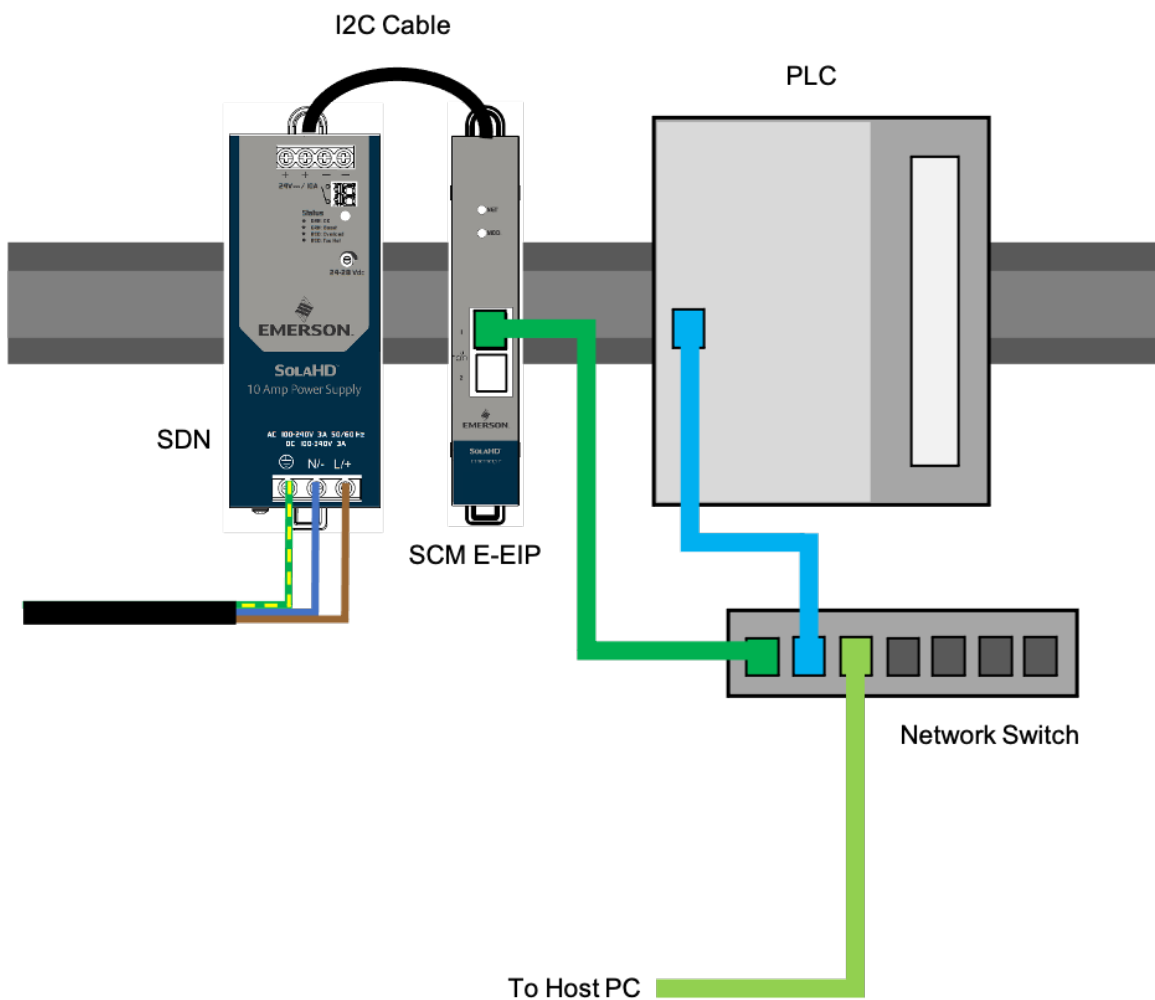 I2C Cable
PLC
+ + − −
24V⎓/ 10A
Status
24-28 Vdc
1
2
EMERSON
EMERSON
SOLAHD
10 Amp Power Supply
SOLAHD
SDN
AC 100-240V 3A 50/60 Hz
DC 100-240V 3A
N/- L/+
SCM E-EIP
Network Switch
To Host PC